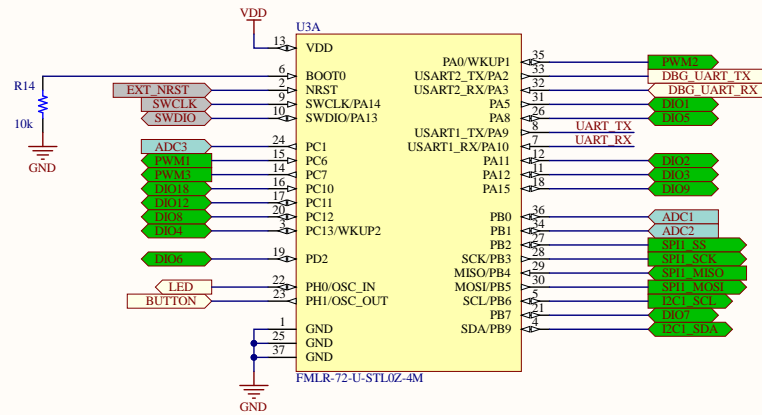 VDD
U3A
13 VDD
PA0/WKUP1 35 PWM2
6 BOOT0
USART2_TX/PA2 33 DBG_UART_TX
R14
EXT_NRST 2 NRST
USART2_RX/PA3 32 DBG_UART_RX
SWCLK 9 SWCLK/PA14
PA5 31 DIO1
10k
SWDIO 10 SWDIO/PA13
PA8 26 DIO5
USART1_TX/PA9 8 UART_TX
GND
ADC3 24 PC1
USART1_RX/PA10 7 UART_RX
PWM1 15 PC6
PA11 12 DIO2
PWM3 14 PC7
PA12 11 DIO3
DIO18 16 PC10
PA15 18 DIO9
DIO12 17 PC11
DIO8 20 PC12
PB0 36 ADC1
DIO4 3 PC13/WKUP2
PB1 34 ADC2
PB2 27 SPI1_SS
DIO6 19 PD2
SCK/PB3 28 SPI1_SCK
MISO/PB4 29 SPI1_MISO
LED 22 PH0/OSC_IN
MOSI/PB5 30 SPI1_MOSI
BUTTON 23 PH1/OSC_OUT
SCL/PB6 5 I2C1_SCL
PB7 21 DIO7
1 GND
SDA/PB9 4 I2C1_SDA
25 GND
37 GND
FMLR-72-U-STL0Z-4M
GND